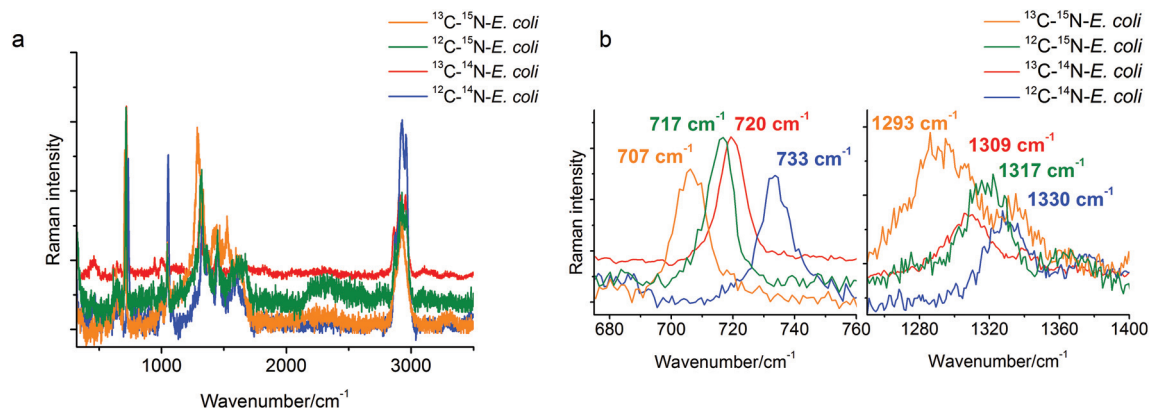 a
¹³C-¹⁵N-E. coli
¹²C-¹⁵N-E. coli
¹³C-¹⁴N-E. coli
¹²C-¹⁴N-E. coli
Raman intensity
1000
2000
3000
Wavenumber/cm⁻¹
b
¹³C-¹⁵N-E. coli
¹²C-¹⁵N-E. coli
¹³C-¹⁴N-E. coli
¹²C-¹⁴N-E. coli
717 cm⁻¹
720 cm⁻¹
707 cm⁻¹
733 cm⁻¹
Raman intensity
680
700
720
740
760
Wavenumber/cm⁻¹
1293 cm⁻¹
1309 cm⁻¹
1317 cm⁻¹
1330 cm⁻¹
1280
1320
1360
1400
Wavenumber/cm⁻¹